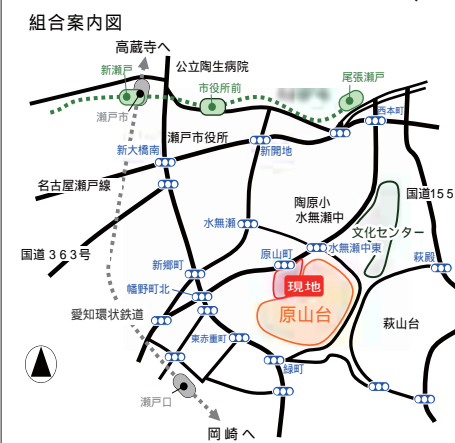 組合案内図
高蔵寺へ
新瀬戸
公立陶生病院
市役所前
尾張瀬戸
瀬戸市
西本町
瀬戸市役所
新大橋南
新開地
名古屋瀬戸線
国道155
陶原小
水無瀬中
水無瀬
文化センター
国道363号
原山町
水無瀬中東
萩殿
新郷町
現地
幡野町北
愛知環状鉄道
原山台
萩山台
東赤重町
緑町
瀬戸口
岡崎へ